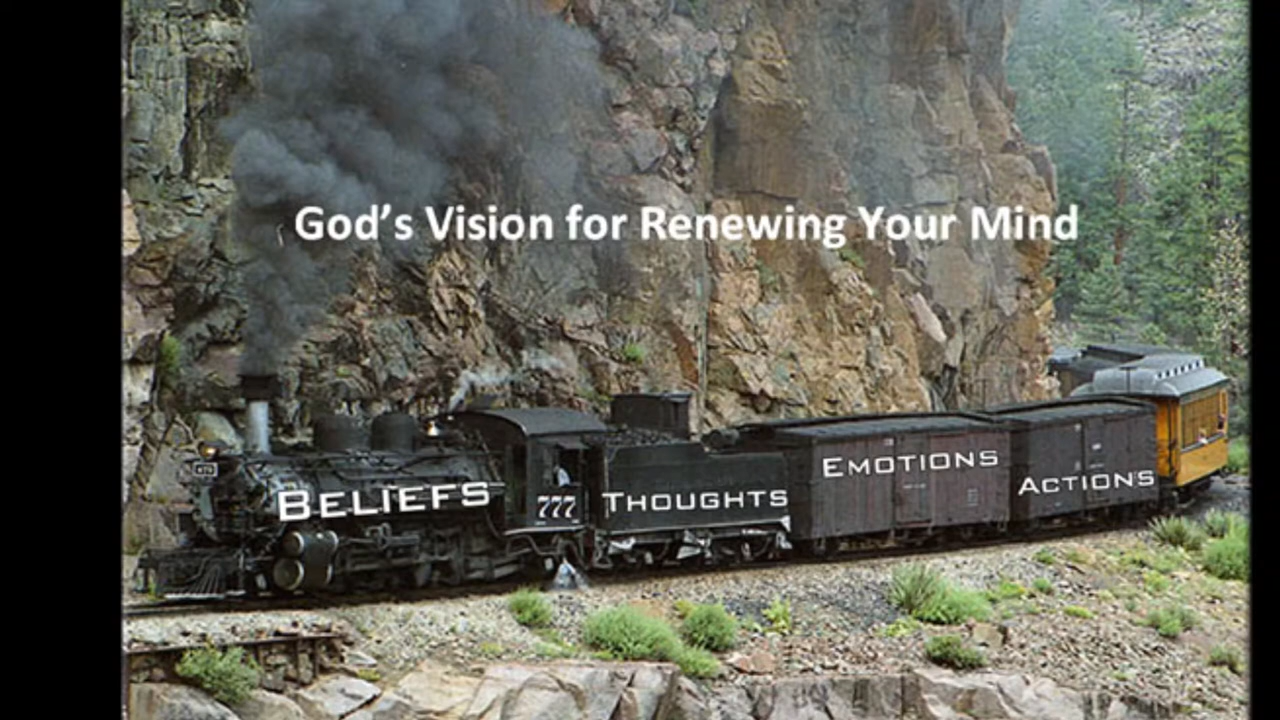 God's Vision for Renewing Your Mind
BELIEFS
777
THOUGHTS
EMOTIONS
ACTIONS